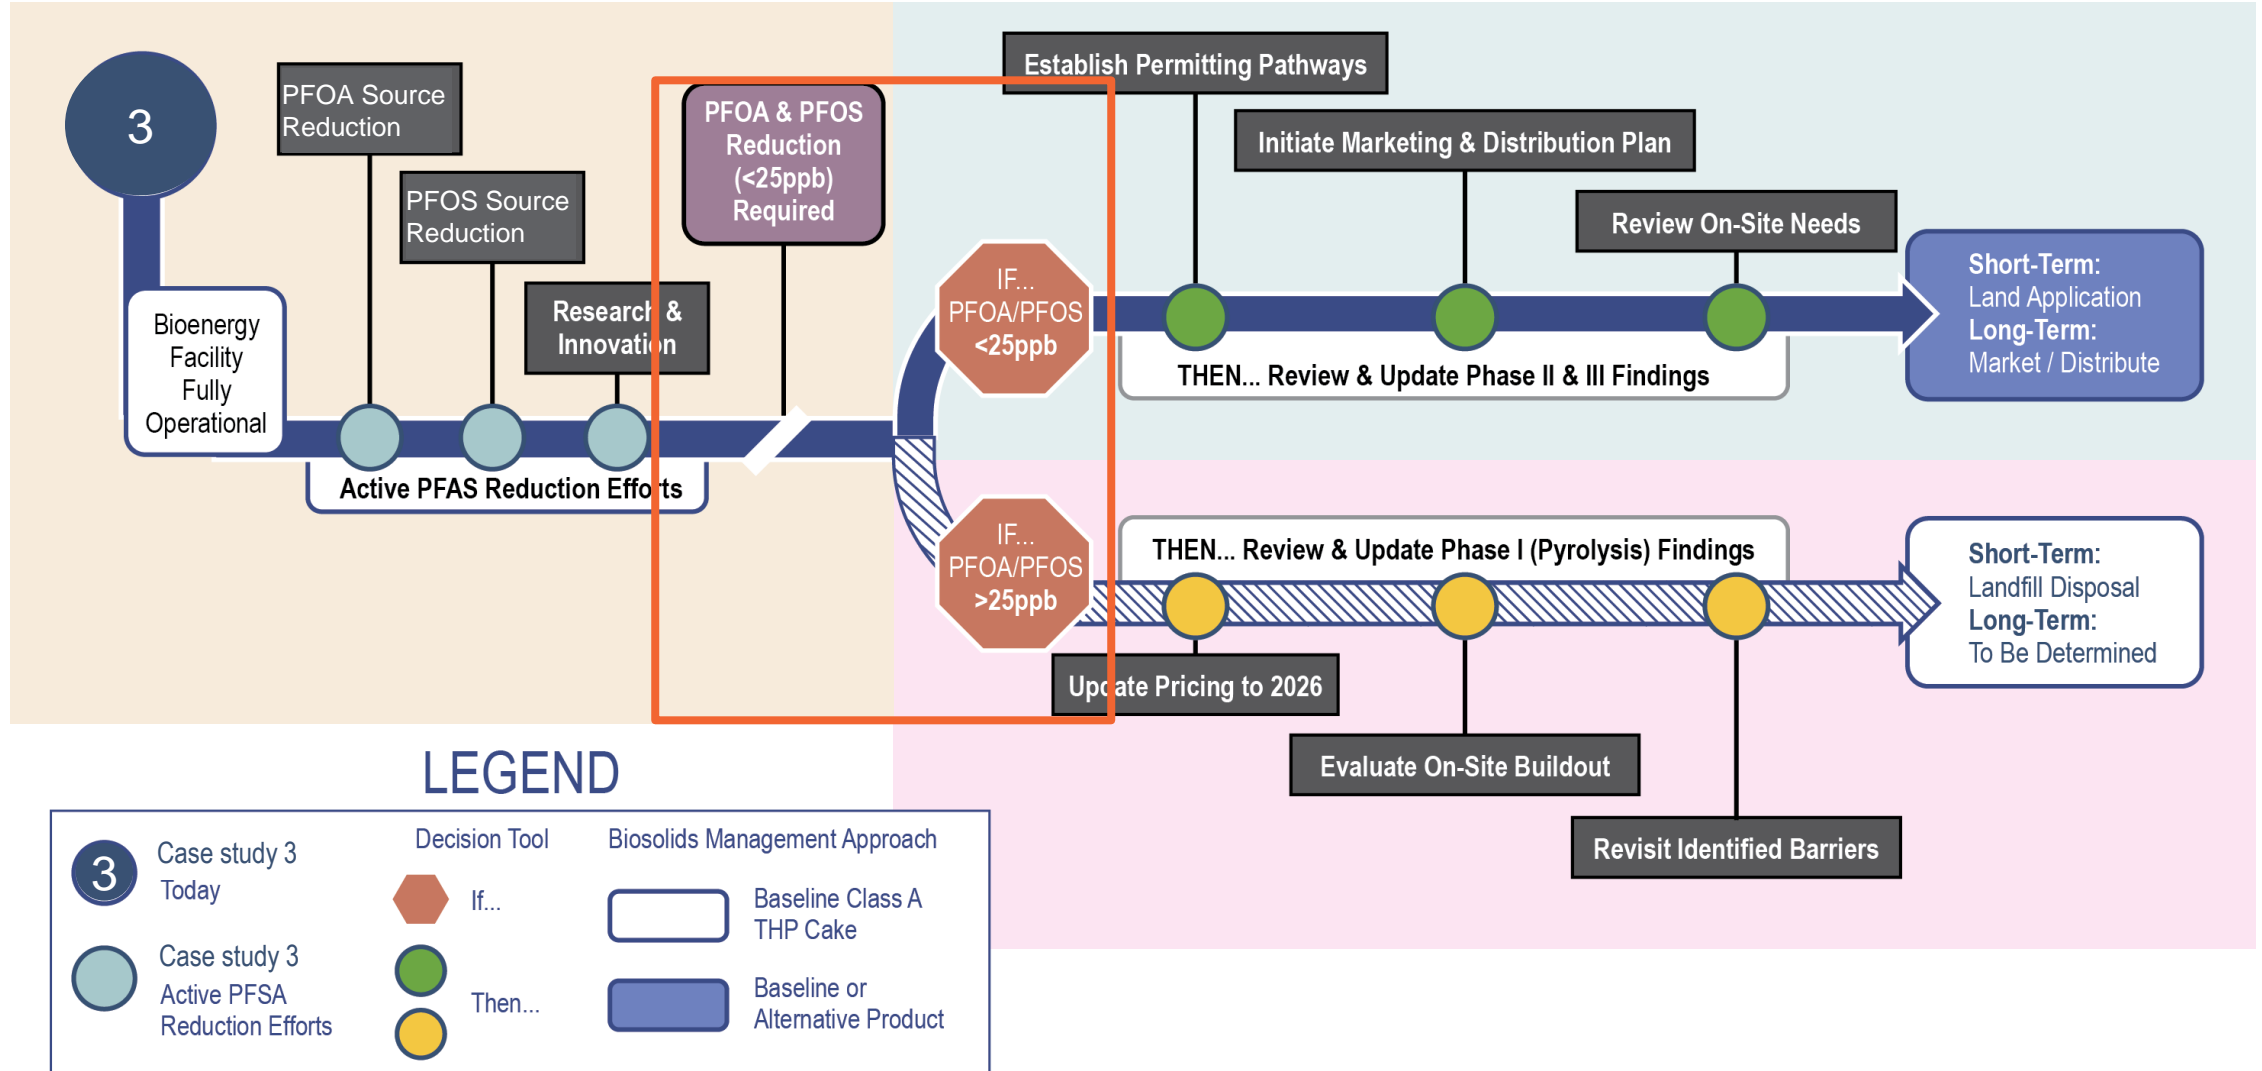 3
PFOA Source
Reduction
PFOS Source
Reduction
Research &
Innovation
PFOA & PFOS
Reduction
(<25ppb)
Required
Bioenergy
Facility
Fully
Operational
Active PFAS Reduction Efforts
IF...
PFOA/PFOS
<25ppb
Establish Permitting Pathways
Initiate Marketing & Distribution Plan
Review On-Site Needs
THEN... Review & Update Phase II & III Findings
Short-Term:
Land Application
Long-Term:
Market / Distribute
IF...
PFOA/PFOS
>25ppb
THEN... Review & Update Phase I (Pyrolysis) Findings
Update Pricing to 2026
Evaluate On-Site Buildout
Revisit Identified Barriers
Short-Term:
Landfill Disposal
Long-Term:
To Be Determined
LEGEND
3
Case study 3
Today
Case study 3
Active PFSA
Reduction Efforts
Decision Tool
If...
Then...
Biosolids Management Approach
Baseline Class A
THP Cake
Baseline or
Alternative Product